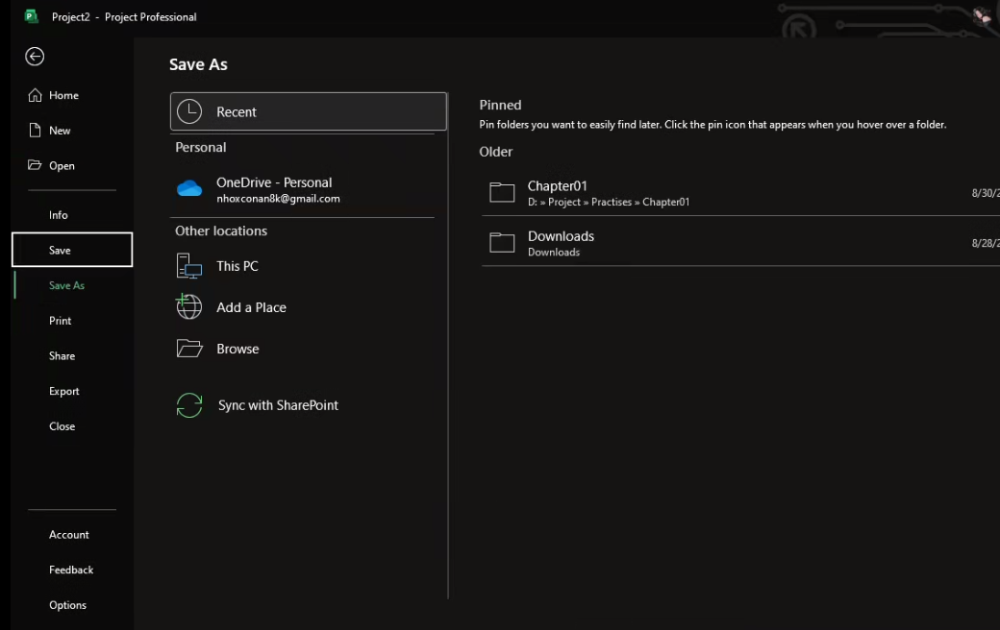 Project2 - Project Professional
Home
New
Open
Info
Save
Save As
Print
Share
Export
Close
Account
Feedback
Options
Save As
Recent
Personal
OneDrive - Personal
nhoxconan8k@gmail.com
Other locations
This PC
Add a Place
Browse
Sync with SharePoint
Pinned
Pin folders you want to easily find later. Click the pin icon that appears when you hover over a folder.
Older
Chapter01
D: » Project » Practises » Chapter01
8/30/2
Downloads
Downloads
8/28/2